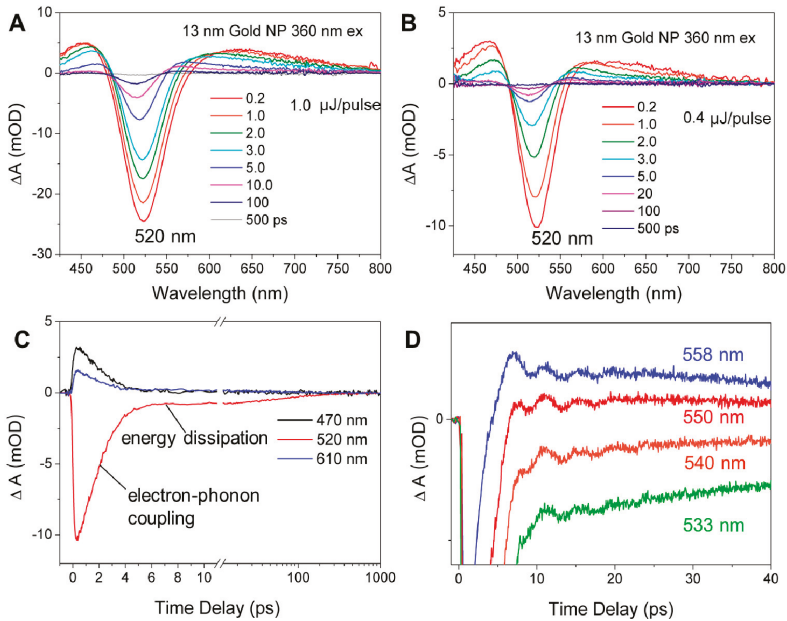 A
13 nm Gold NP 360 nm ex
5
0
-10
-20
-30
ΔA (mOD)
0.2
1.0
2.0
3.0
5.0
10.0
100
500 ps
1.0 μJ/pulse
520 nm
450 500 550 600 650 700 750 800
Wavelength (nm)
B
13 nm Gold NP 360 nm ex
5
0
-5
-10
ΔA (mOD)
0.2
1.0
2.0
3.0
5.0
20
100
500 ps
0.4 μJ/pulse
520 nm
450 500 550 600 650 700 750 800
Wavelength (nm)
C
5
0
-5
-10
Δ A (mOD)
470 nm
520 nm
610 nm
energy dissipation
electron-phonon
coupling
0 2 4 6 8 10 100 1000
Time Delay (ps)
D
0
Δ A (mOD)
558 nm
550 nm
540 nm
533 nm
0 10 20 30 40
Time Delay (ps)